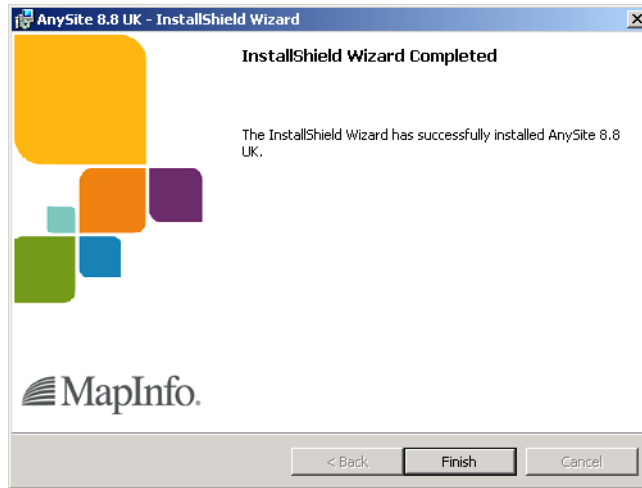 AnySite 8.8 UK - InstallShield Wizard
InstallShield Wizard Completed
The InstallShield Wizard has successfully installed AnySite 8.8
UK.
MapInfo.
< Back
Finish
Cancel